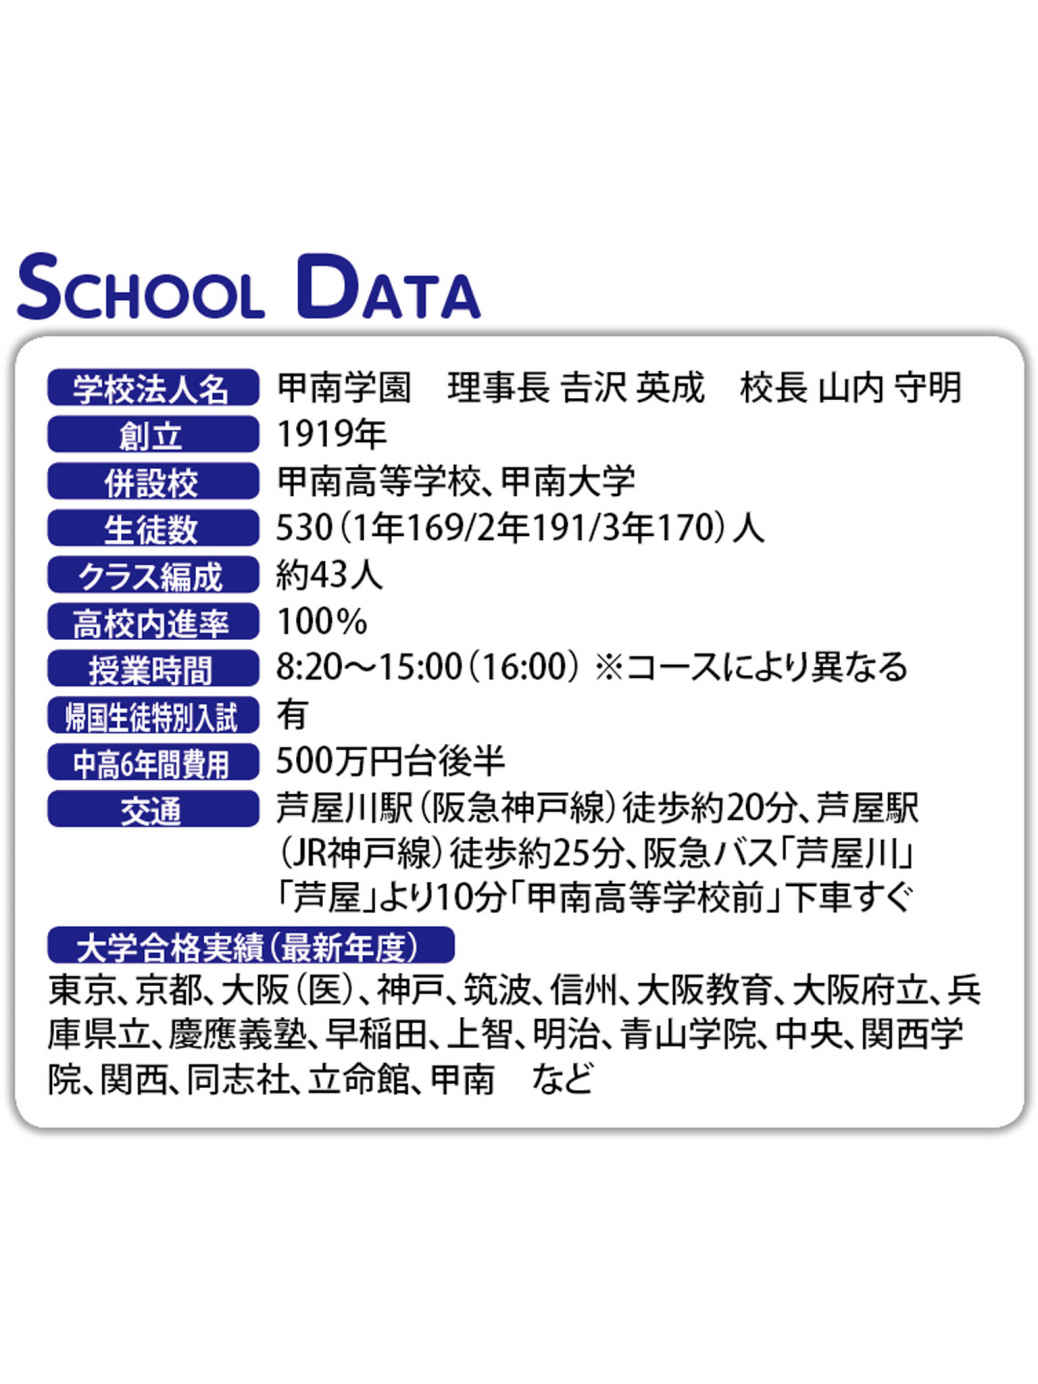 SCHOOL DATA
学校法人名 甲南学園 理事長 吉沢 英成 校長 山内 守明
創立 1919年
併設校 甲南高等学校、甲南大学
生徒数 530（1年169/2年191/3年170）人
クラス編成 約43人
高校内進率 100%
授業時間 8:20～15:00（16:00） ※コースにより異なる
帰国生徒特別入試 有
中高6年間費用 500万円台後半
交通 芦屋川駅（阪急神戸線）徒歩約20分、芦屋駅
（JR神戸線）徒歩約25分、阪急バス「芦屋川」
「芦屋」より10分「甲南高等学校前」下車すぐ
大学合格実績（最新年度）
東京、京都、大阪（医）、神戸、筑波、信州、大阪教育、大阪府立、兵
庫県立、慶應義塾、早稲田、上智、明治、青山学院、中央、関西学
院、関西、同志社、立命館、甲南 など